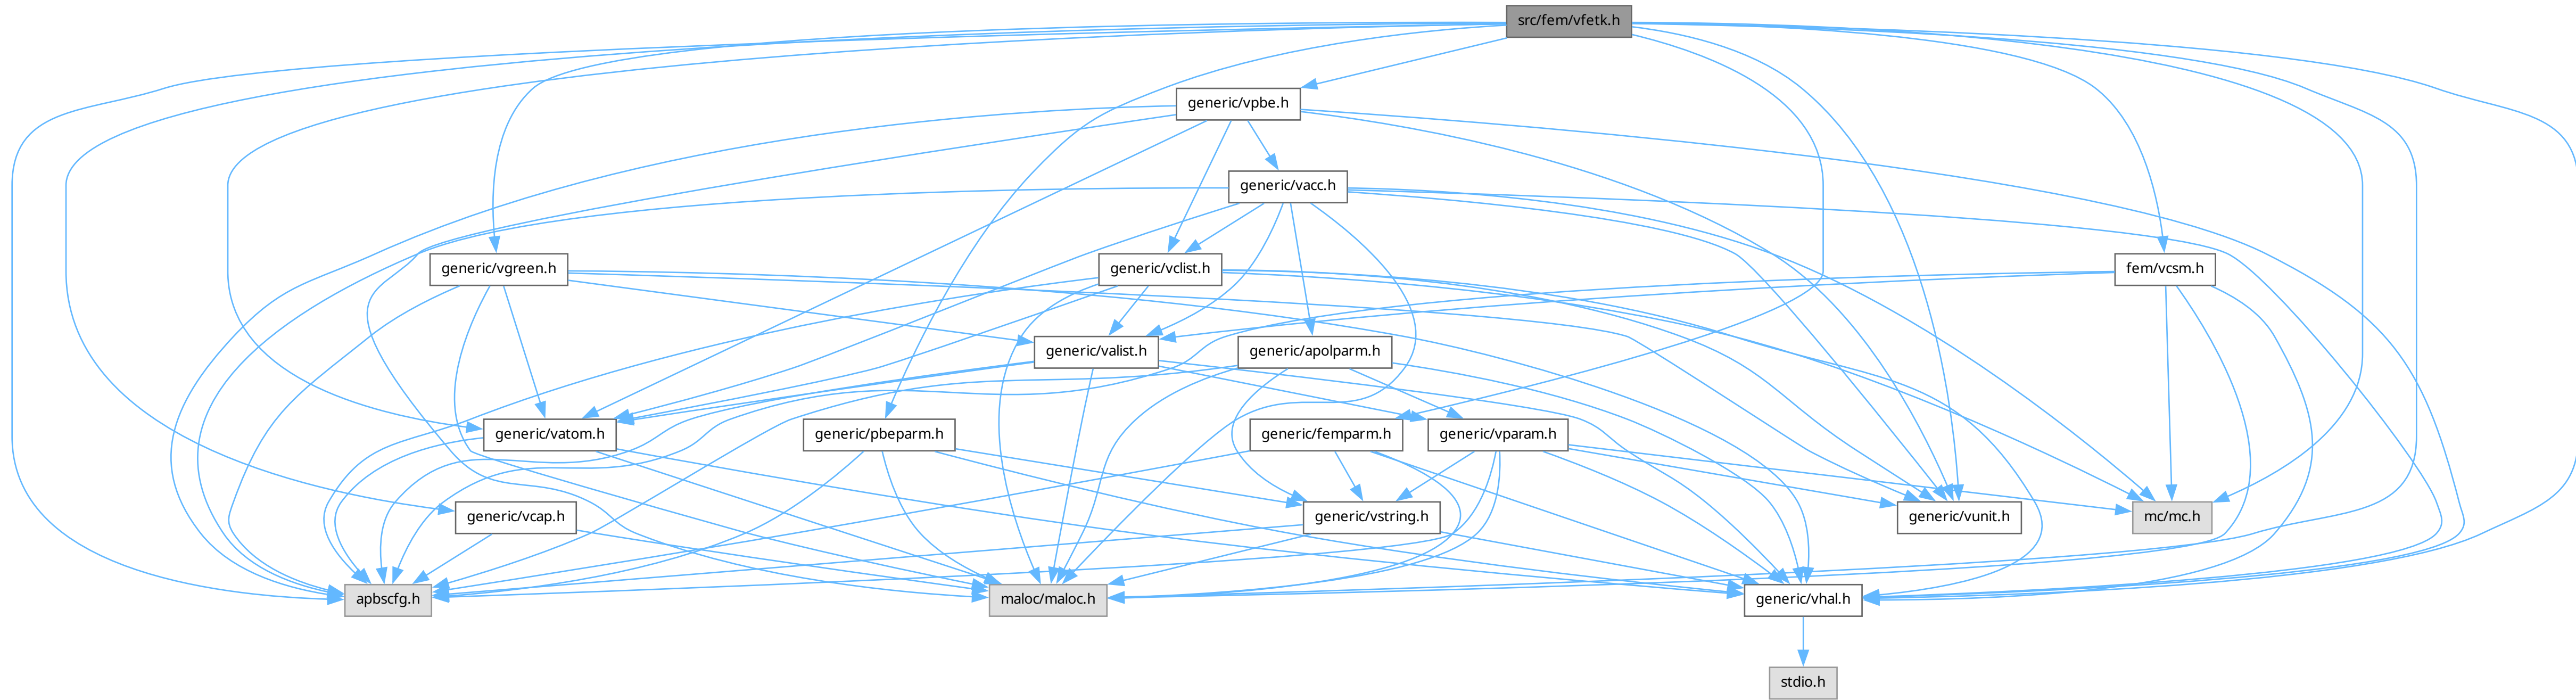 src/fem/vfetk.h
generic/vpbe.h
generic/vacc.h
generic/vgreen.h
generic/vclist.h
fem/vcsm.h
generic/valist.h
generic/apolparm.h
generic/vatom.h
generic/pbeparm.h
generic/femparm.h
generic/vparam.h
generic/vcap.h
generic/vstring.h
generic/vunit.h
mc/mc.h
apbscfg.h
maloc/maloc.h
generic/vhal.h
stdio.h